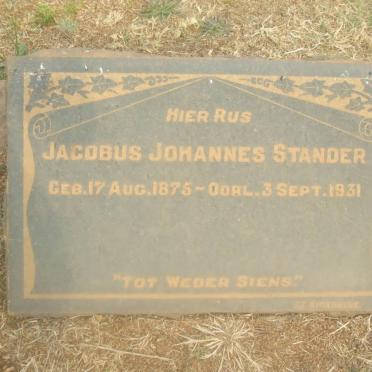 HIER RUS
JACOBUS JOHANNES STANDER
GEB. 17 AUG. 1875 ~ OORL. 3 SEPT. 1931
"TOT WEDER SIENS."